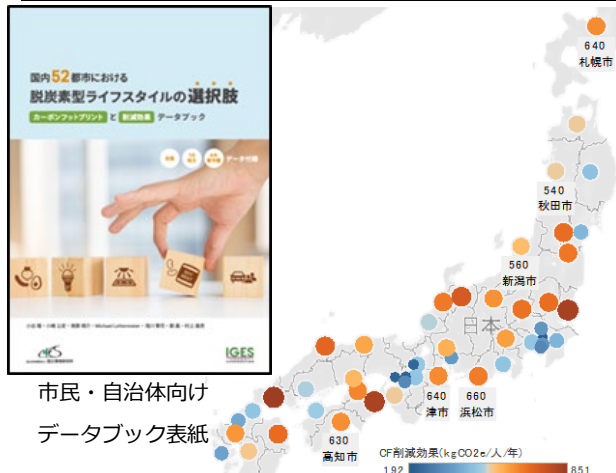 国内52都市における
脱炭素型ライフスタイルの選択肢
カーボンフットプリント と 削減効果 データブック
データ付録
IGES
市民・自治体向け
データブック表紙
640
札幌市
540
秋田市
560
新潟市
日本
640
津市
660
浜松市
630
高知市
CF削減効果(kgCO2e/人/年)
192
851